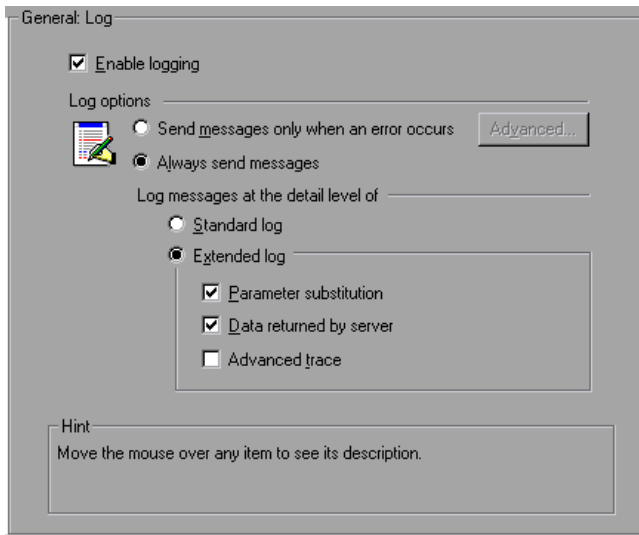 General: Log
Enable logging
Log options
Send messages only when an error occurs
Advanced...
Always send messages
Log messages at the detail level of
Standard log
Extended log
Parameter substitution
Data returned by server
Advanced trace
Hint
Move the mouse over any item to see its description.